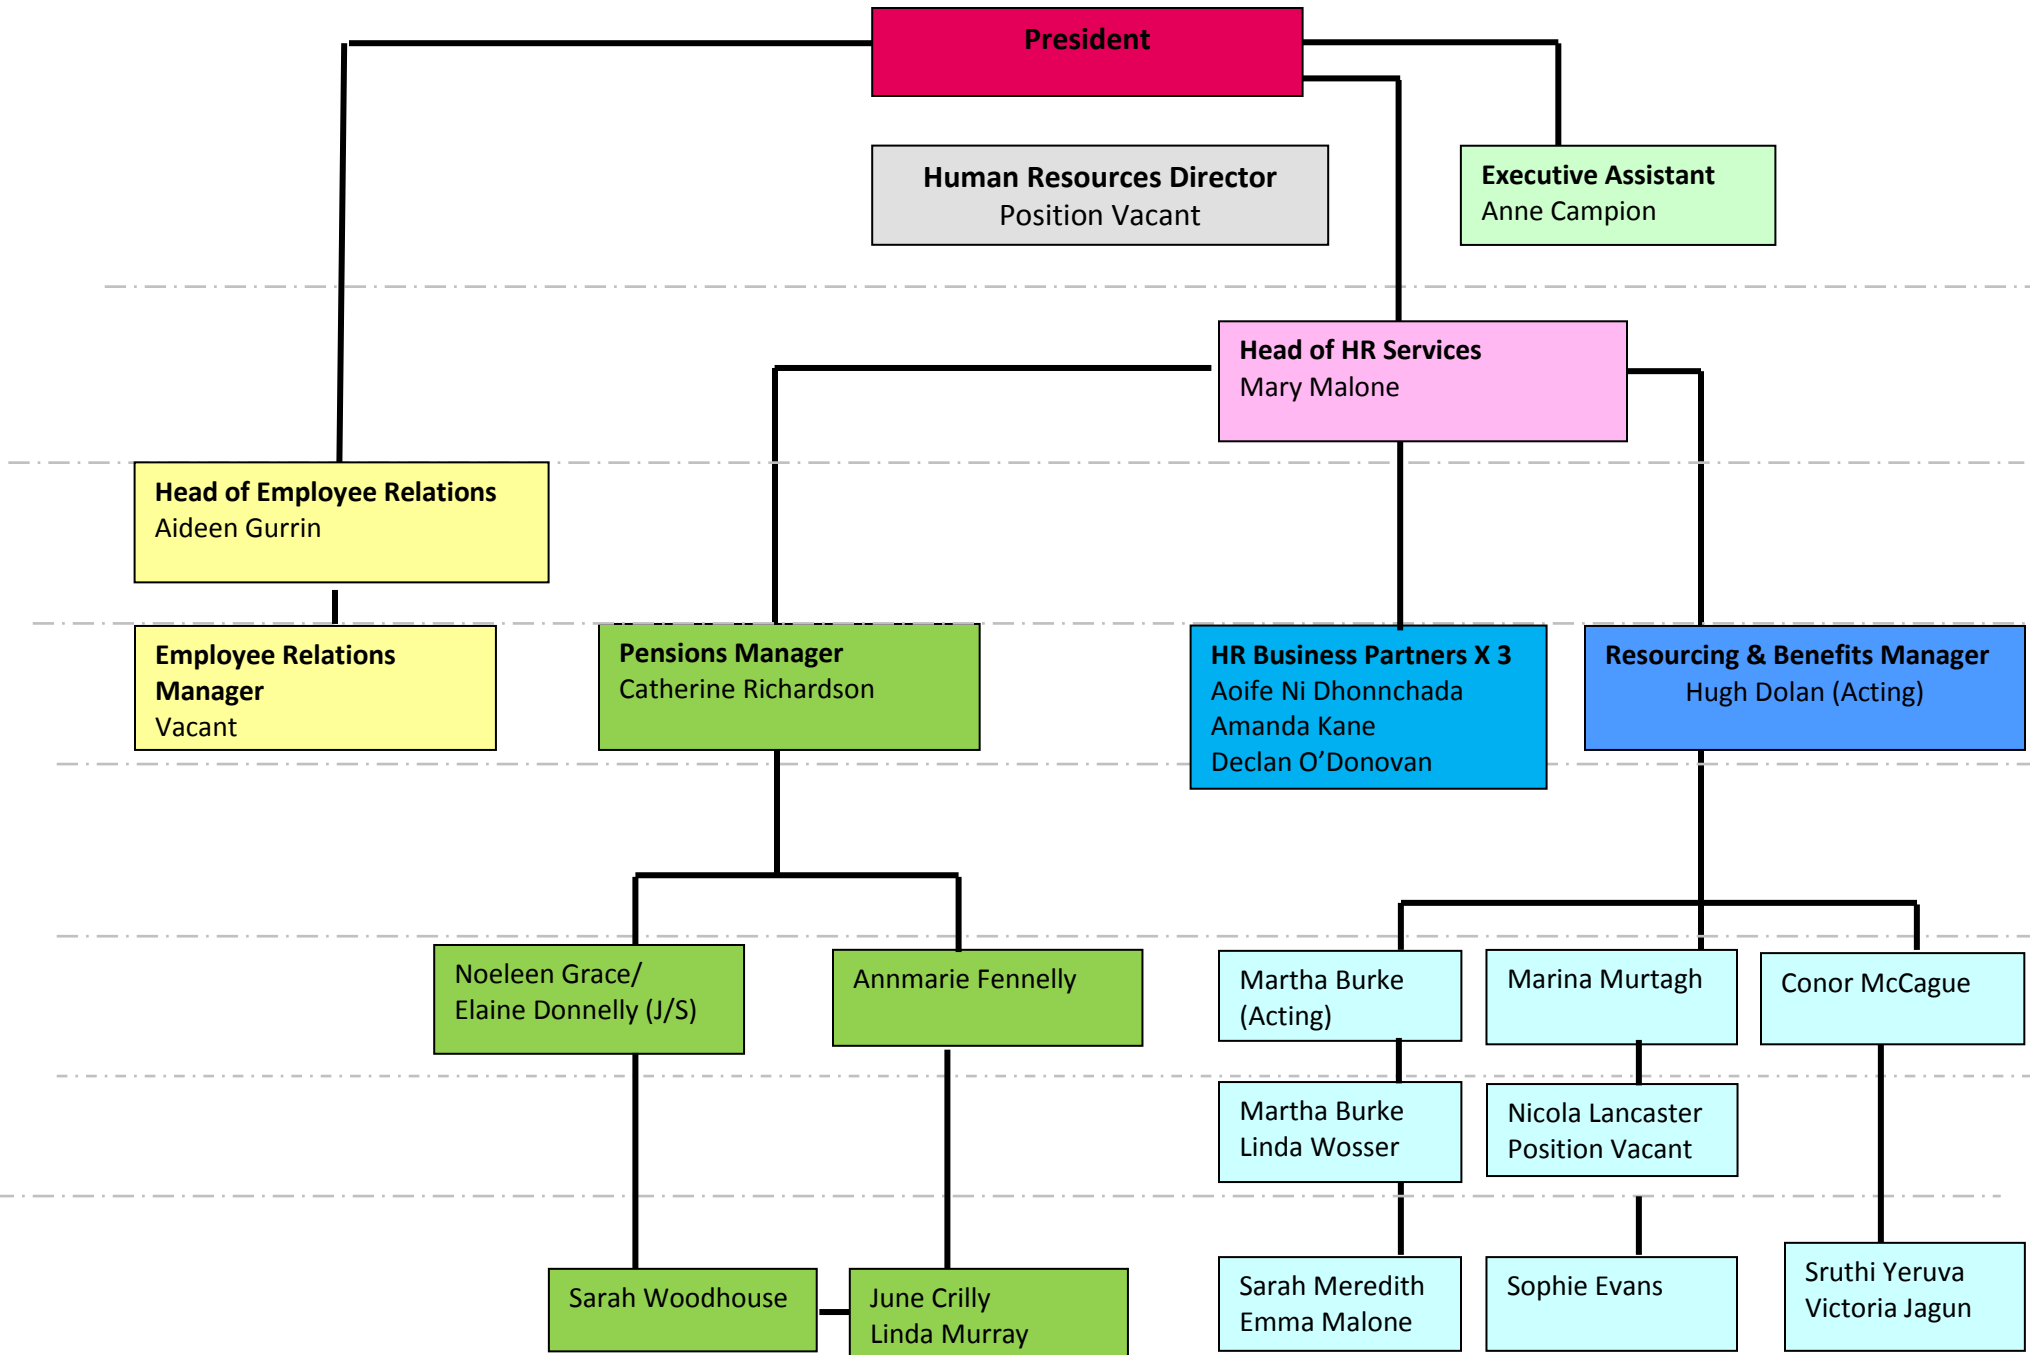 President
Human Resources Director
Position Vacant
Executive Assistant
Anne Campion
Head of HR Services
Mary Malone
Head of Employee Relations
Aideen Gurrin
Employee Relations
Manager
Vacant
Pensions Manager
Catherine Richardson
HR Business Partners X 3
Aoife Ni Dhonnchada
Amanda Kane
Declan O’Donovan
Resourcing & Benefits Manager
Hugh Dolan (Acting)
Noeleen Grace/
Elaine Donnelly (J/S)
Annmarie Fennelly
Martha Burke
(Acting)
Marina Murtagh
Conor McCague
Martha Burke
Linda Wosser
Nicola Lancaster
Position Vacant
Sarah Woodhouse
June Crilly
Linda Murray
Sarah Meredith
Emma Malone
Sophie Evans
Sruthi Yeruva
Victoria Jagun